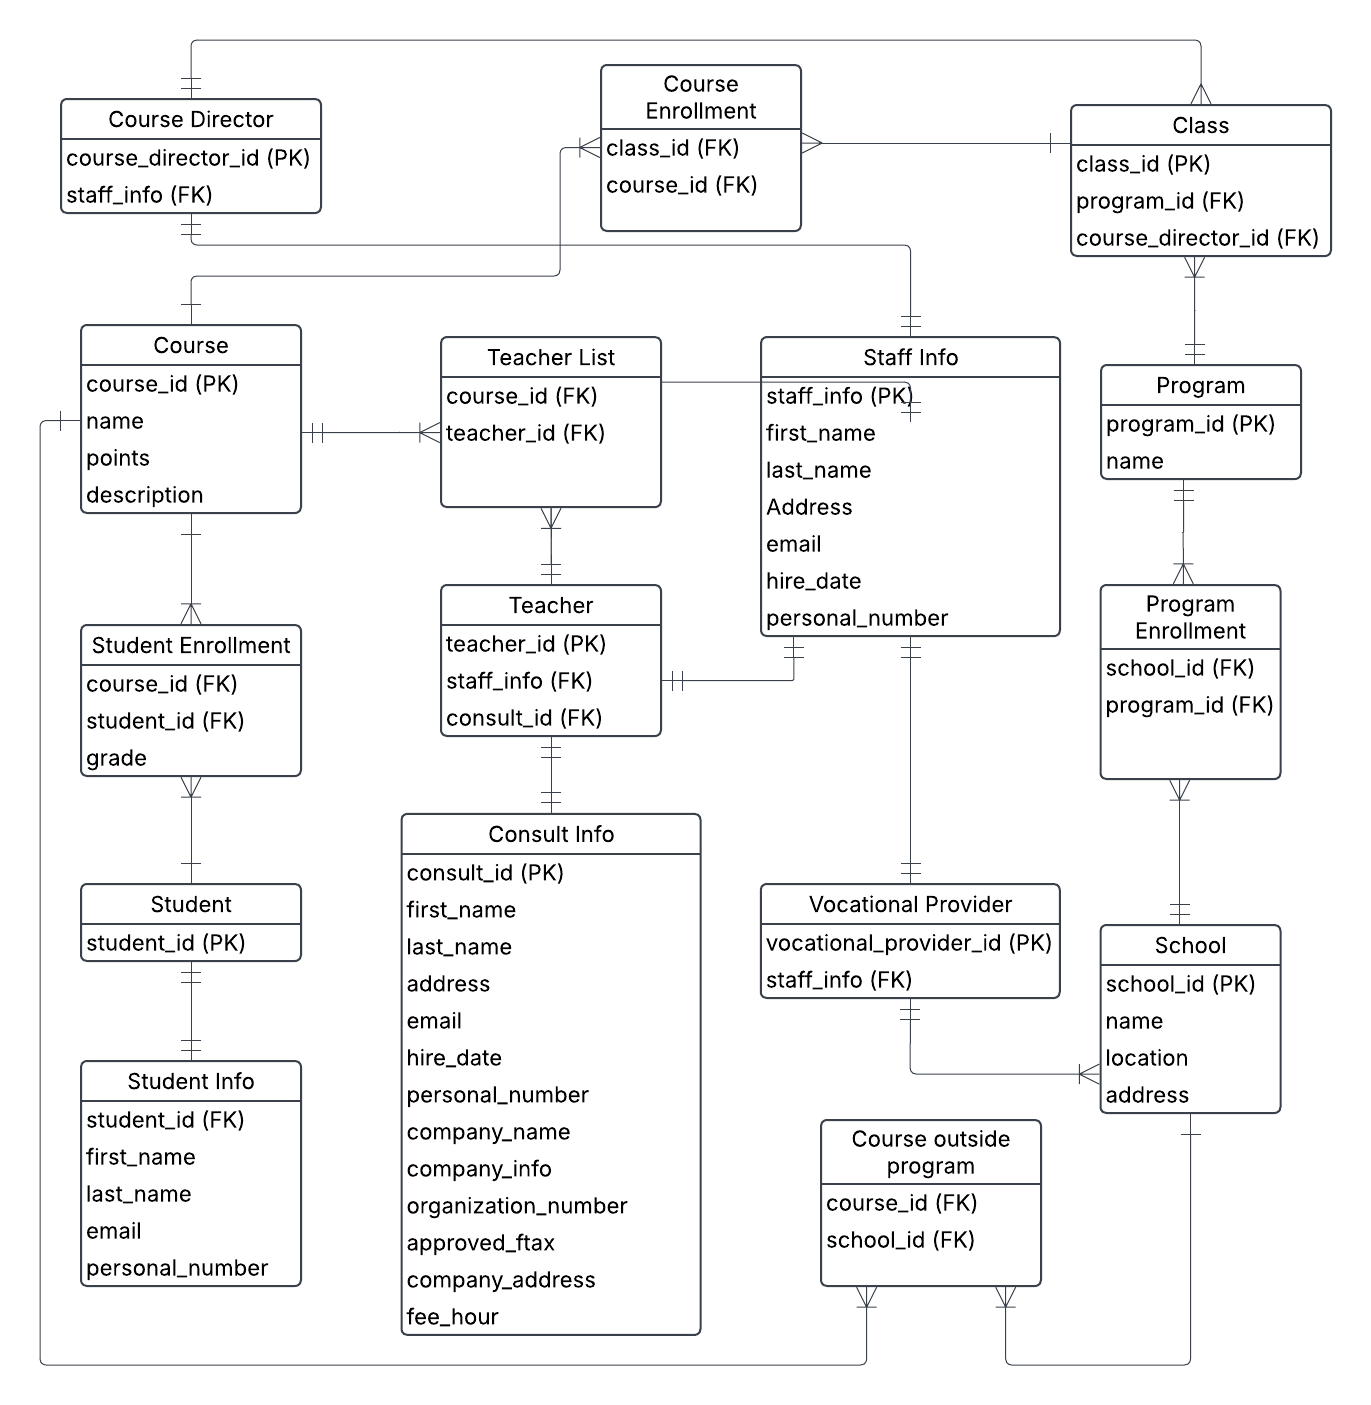 Course Director
course_director_id (PK)
staff_info (FK)
Course
Enrollment
class_id (FK)
course_id (FK)
Class
class_id (PK)
program_id (FK)
course_director_id (FK)
Course
course_id (PK)
name
points
description
Teacher List
course_id (FK)
teacher_id (FK)
Staff Info
staff_info (PK)
first_name
last_name
Address
email
hire_date
personal_number
Program
program_id (PK)
name
Student Enrollment
course_id (FK)
student_id (FK)
grade
Teacher
teacher_id (PK)
staff_info (FK)
consult_id (FK)
Program
Enrollment
school_id (FK)
program_id (FK)
Student
student_id (PK)
Consult Info
consult_id (PK)
first_name
last_name
address
email
hire_date
personal_number
company_name
company_info
organization_number
approved_ftax
company_address
fee_hour
Vocational Provider
vocational_provider_id (PK)
staff_info (FK)
School
school_id (PK)
name
location
address
Student Info
student_id (FK)
first_name
last_name
email
personal_number
Course outside
program
course_id (FK)
school_id (FK)